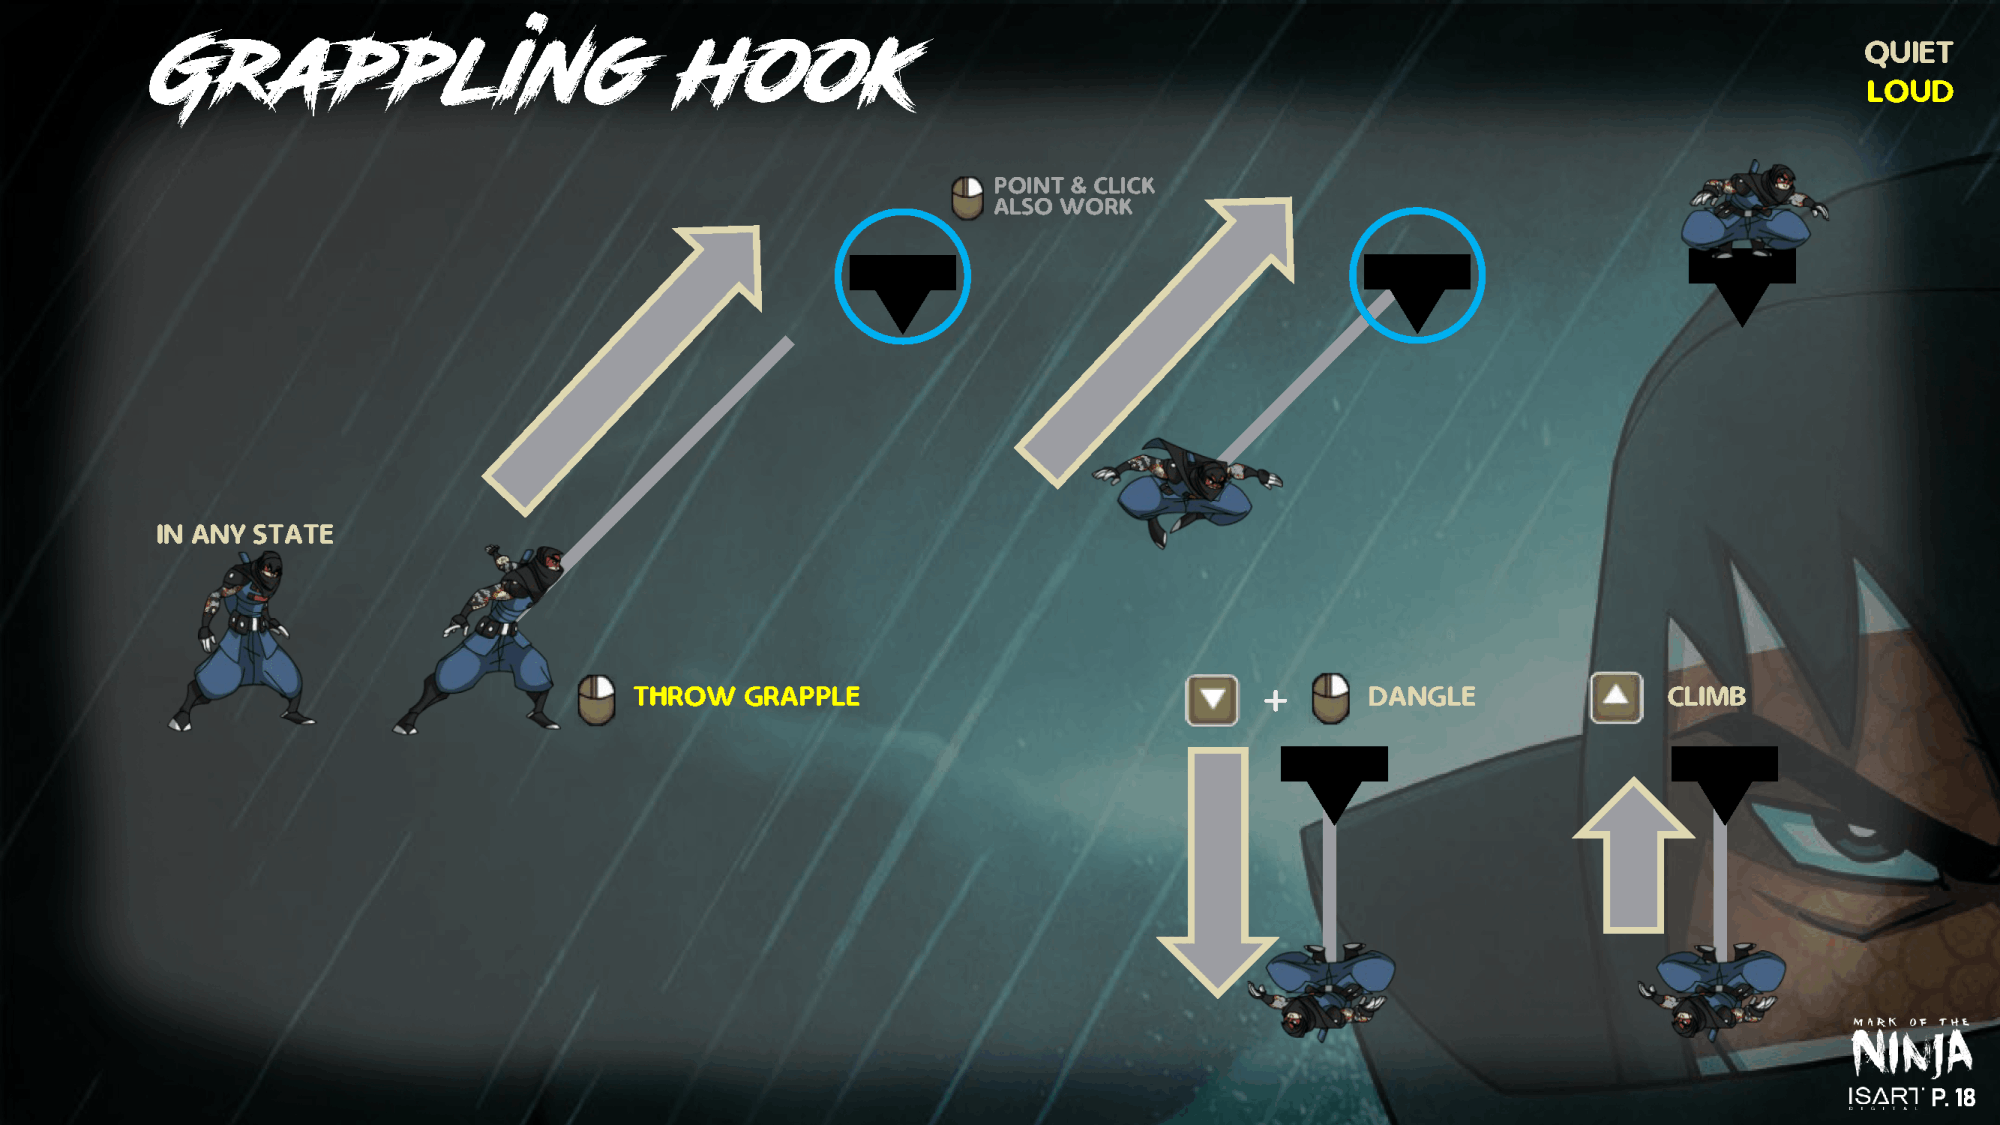 GRAPPLING HOOK
QUIET
LOUD
POINT & CLICK
ALSO WORK
IN ANY STATE
THROW GRAPPLE
+
DANGLE
CLIMB
MARK OF THE
NINJA
ISART P. 18
DIGITAL